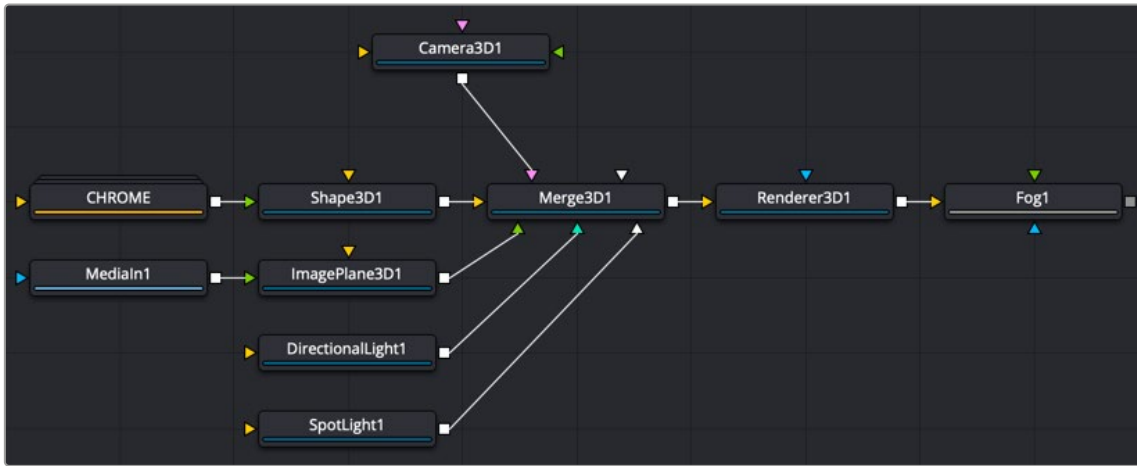 Camera3D1
CHROME
Shape3D1
Merge3D1
Renderer3D1
Fog1
MediaIn1
ImagePlane3D1
DirectionalLight1
SpotLight1